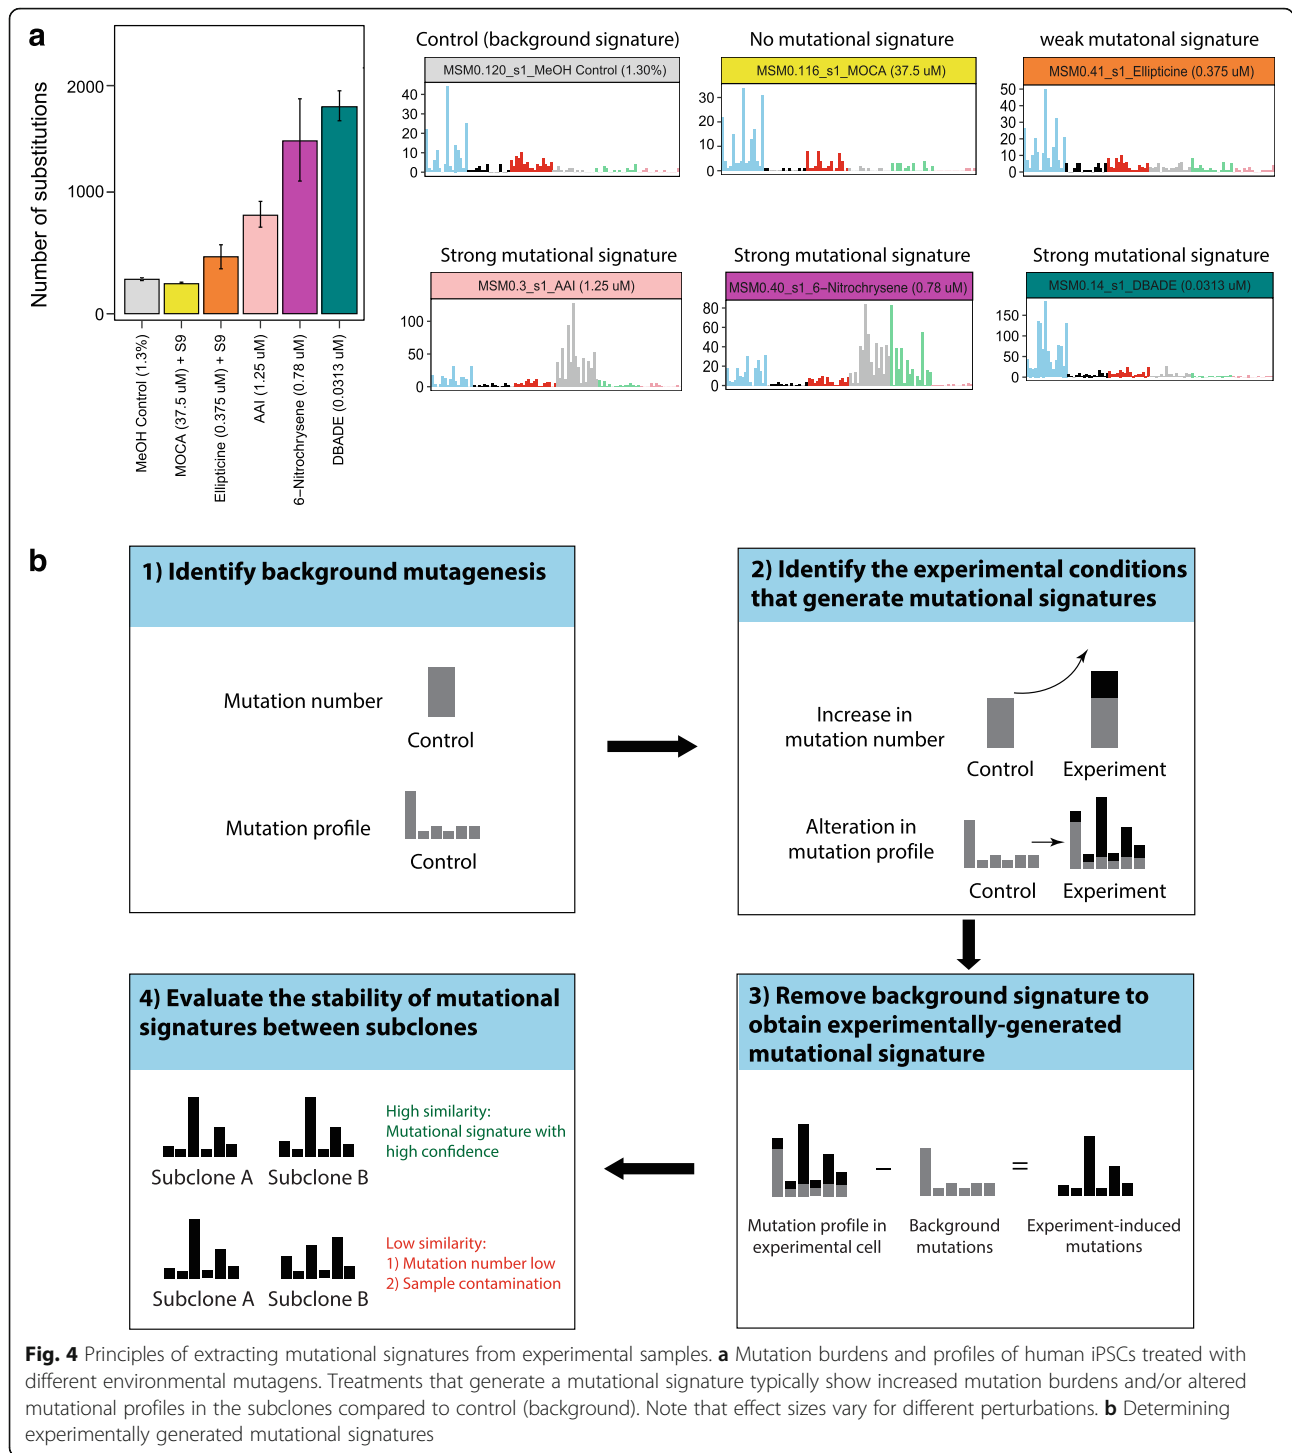 a
Number of substitutions
2000
1000
0
MeOH Control (1.3%)
MOCA (37.5 uM) + S9
Ellipticine (0.375 uM) + S9
AAI (1.25 uM)
6−Nitrochrysene (0.78 uM)
DBADE (0.0313 uM)
Control (background signature)
MSM0.120_s1_MeOH Control (1.30%)
40
30
20
10
0
No mutational signature
MSM0.116_s1_MOCA (37.5 uM)
30
20
10
0
weak mutatonal signature
MSM0.41_s1_Ellipticine (0.375 uM)
50
40
30
20
10
0
Strong mutational signature
MSM0.3_s1_AAI (1.25 uM)
100
50
0
Strong mutational signature
MSM0.40_s1_6−Nitrochrysene (0.78 uM)
80
60
40
20
0
Strong mutational signature
MSM0.14_s1_DBADE (0.0313 uM)
150
100
50
0
b
1) Identify background mutagenesis
Mutation number
Control
Mutation profile
Control
2) Identify the experimental conditions
that generate mutational signatures
Increase in
mutation number
Control
Experiment
Alteration in
mutation profile
Control
Experiment
3) Remove background signature to
obtain experimentally-generated
mutational signature
−
=
Mutation profile in
experimental cell
Background
mutations
Experiment-induced
mutations
4) Evaluate the stability of mutational
signatures between subclones
Subclone A
Subclone B
High similarity:
Mutational signature with
high confidence
Subclone A
Subclone B
Low similarity:
1) Mutation number low
2) Sample contamination
Fig. 4 Principles of extracting mutational signatures from experimental samples. a Mutation burdens and profiles of human iPSCs treated with
different environmental mutagens. Treatments that generate a mutational signature typically show increased mutation burdens and/or altered
mutational profiles in the subclones compared to control (background). Note that effect sizes vary for different perturbations. b Determining
experimentally generated mutational signatures